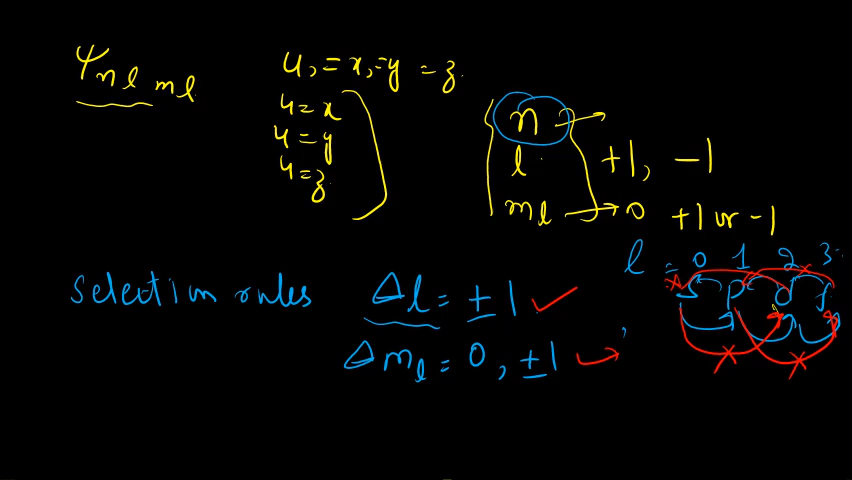 Ψnlml
u, = x, = y = z.
u = x
u = y
u = z
n →
l +1, -1
ml → 0 +1 or -1
l = 0 1 2 3
s p d f
Selection rules Δl = ±1 ✓
Δml = 0, ±1